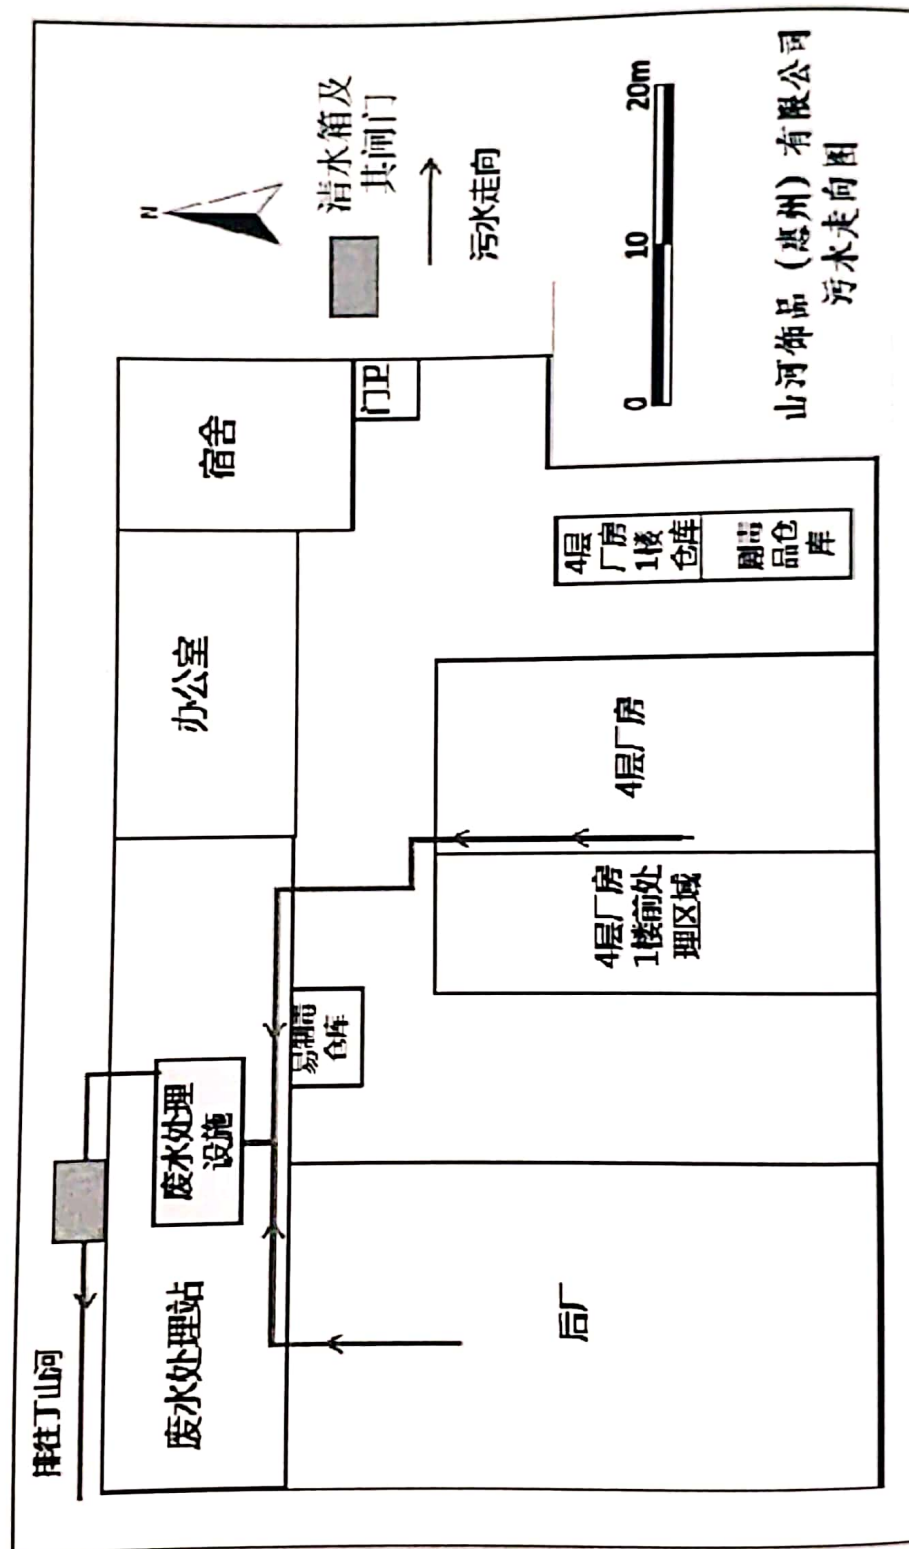 N
清水箱及
其闸门
污水走向
0 10 20m
山河饰品（惠州）有限公司
污水走向图
宿舍
门卫
办公室
4层
厂房
1楼
仓库
剧毒
品仓
库
4层厂房
4层厂房
1楼前处
理区域
易制毒
仓库
废水处理
设施
废水处理站
后厂
排往丁山河